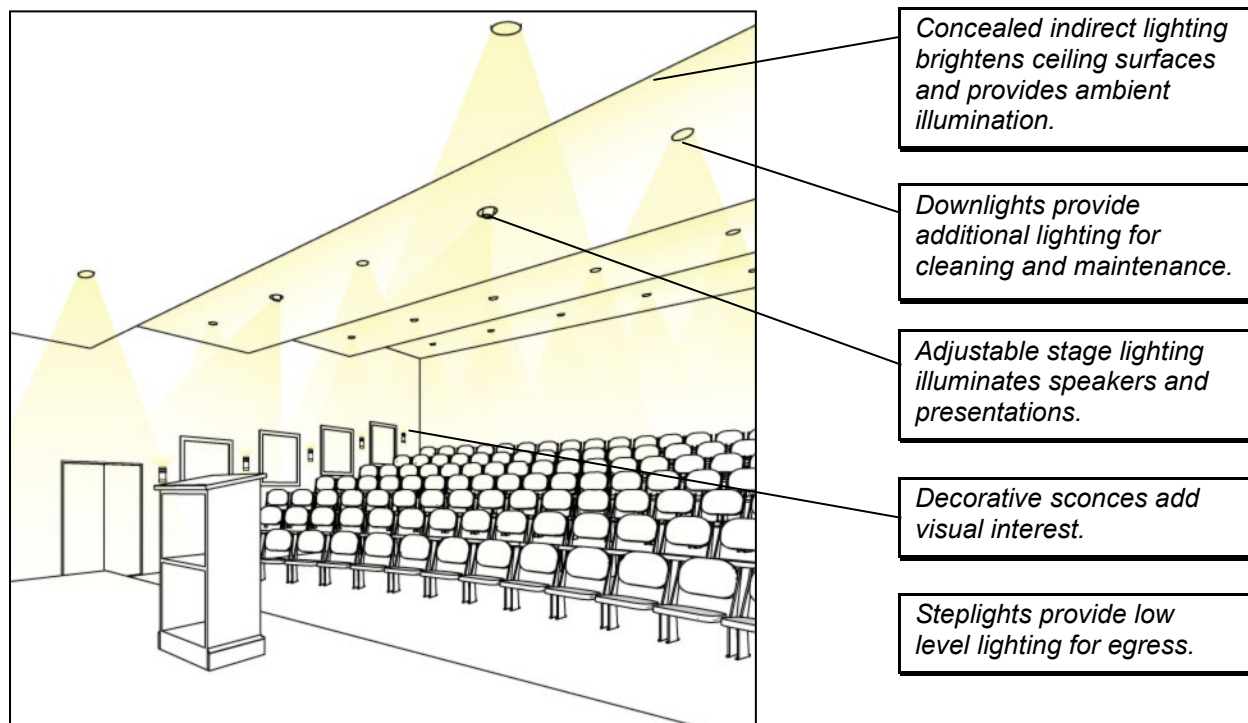 Concealed indirect lighting
brightens ceiling surfaces
and provides ambient
illumination.
Downlights provide
additional lighting for
cleaning and maintenance.
Adjustable stage lighting
illuminates speakers and
presentations.
Decorative sconces add
visual interest.
Steplights provide low
level lighting for egress.